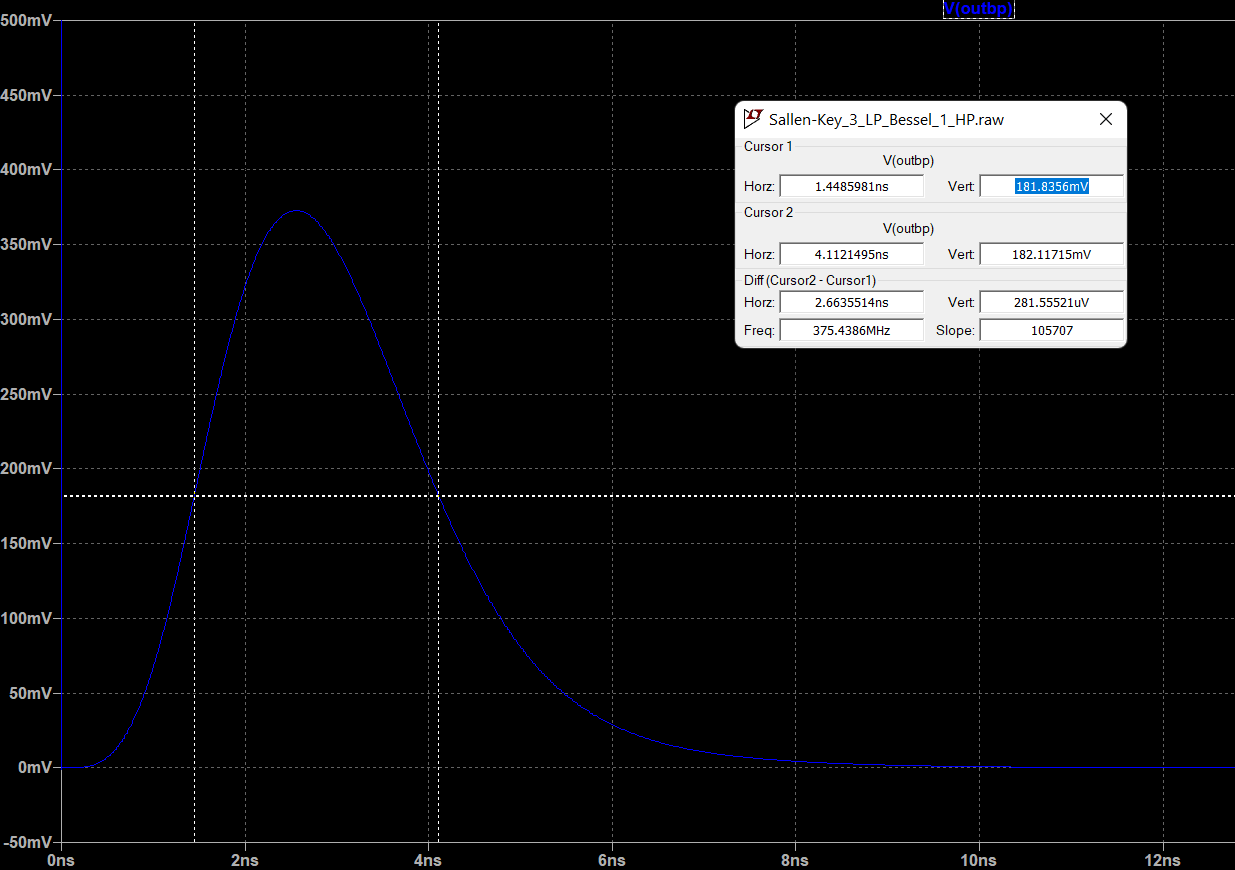 V(outbp)
500mV
450mV
400mV
350mV
300mV
250mV
200mV
150mV
100mV
50mV
0mV
-50mV
0ns 2ns 4ns 6ns 8ns 10ns 12ns
Sallen-Key_3_LP_Bessel_1_HP.raw
Cursor 1
V(outbp)
Horz: 1.4485981ns Vert: 181.8356mV
Cursor 2
V(outbp)
Horz: 4.1121495ns Vert: 182.11715mV
Diff (Cursor2 - Cursor1)
Horz: 2.6635514ns Vert: 281.55521uV
Freq: 375.4386MHz Slope: 105707